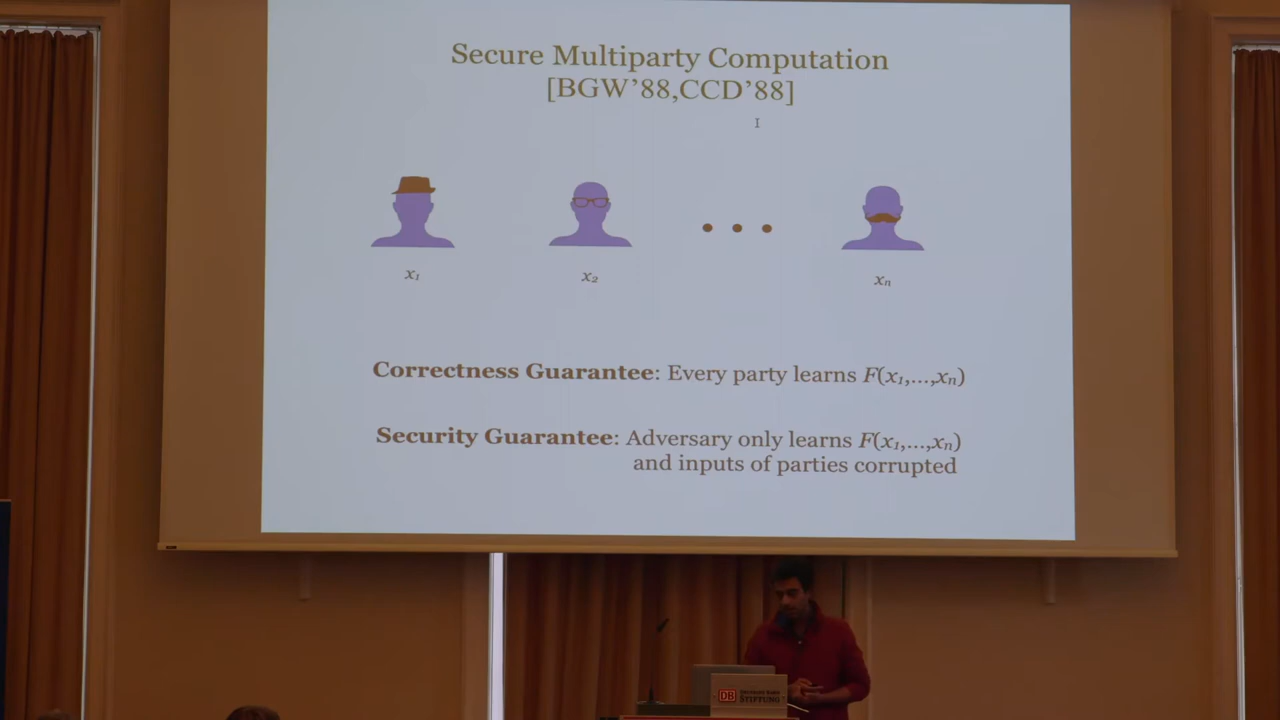 Secure Multiparty Computation
[BGW’88,CCD’88]
x₁
x₂
xₙ
Correctness Guarantee: Every party learns F(x₁,...,xₙ)
Security Guarantee: Adversary only learns F(x₁,...,xₙ)
and inputs of parties corrupted
DB
STIFTUNG